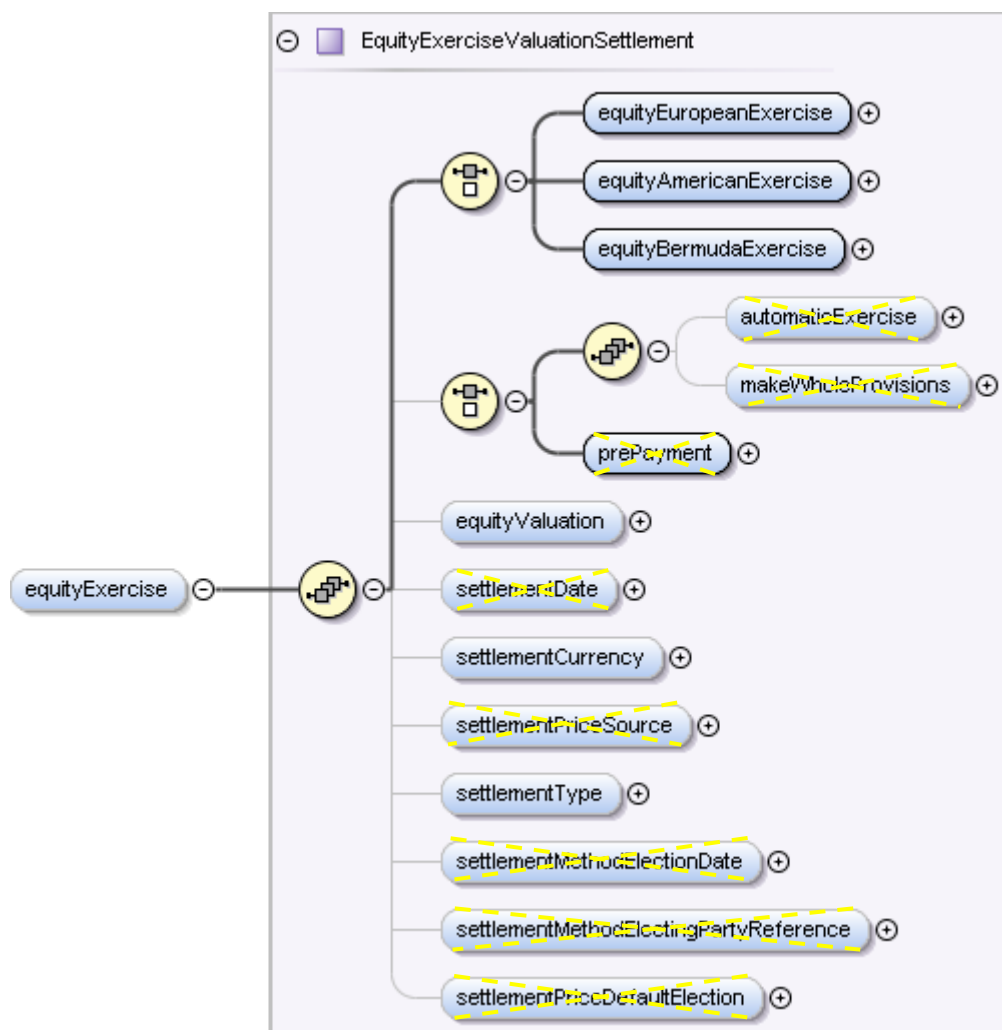 EquityExerciseValuationSettlement
equityEuropeanExercise
equityAmericanExercise
equityBermudaExercise
automaticExercise
makeWholeProvisions
prePayment
equityValuation
settlementDate
equityExercise
settlementCurrency
settlementPriceSource
settlementType
settlementMethodElectionDate
settlementMethodElectingPartyReference
settlementPriceDefaultElection